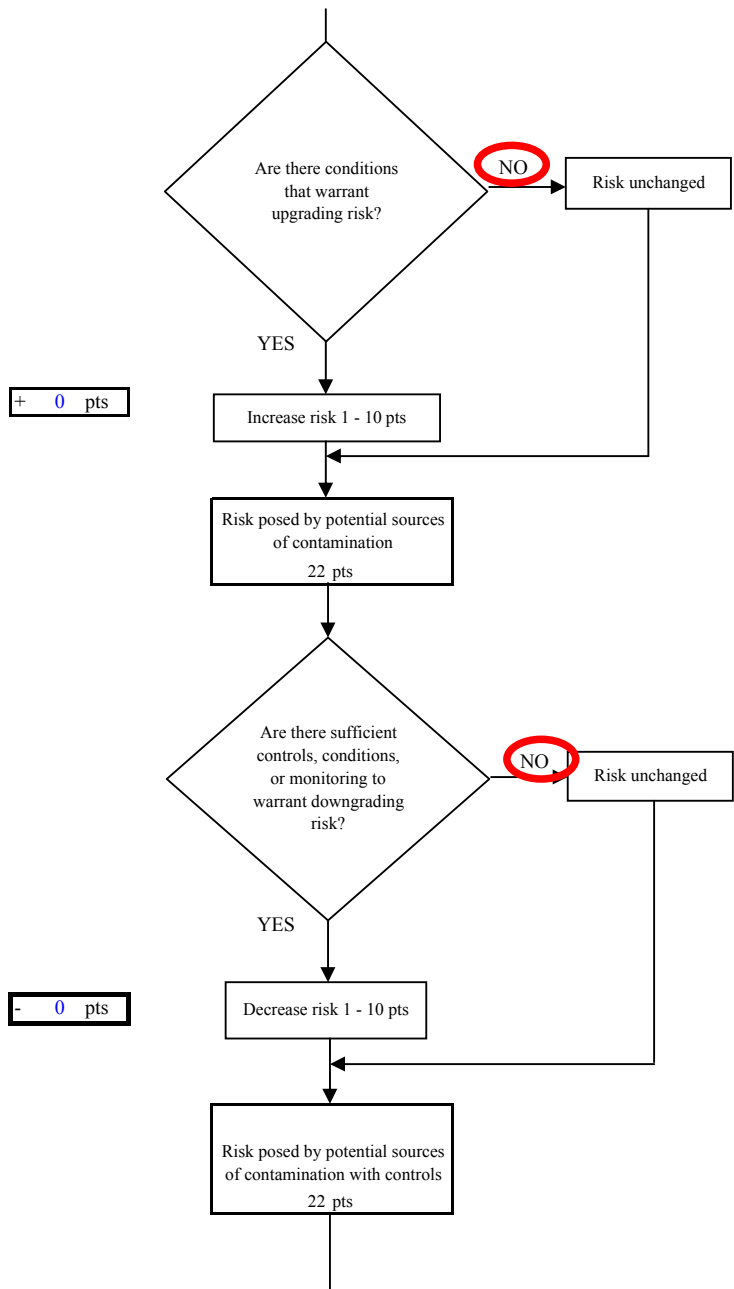 Are there conditions
that warrant
upgrading risk?
NO
Risk unchanged
YES
+ 0 pts
Increase risk 1 - 10 pts
Risk posed by potential sources
of contamination
22 pts
Are there sufficient
controls, conditions,
or monitoring to
warrant downgrading
risk?
NO
Risk unchanged
YES
- 0 pts
Decrease risk 1 - 10 pts
Risk posed by potential sources
of contamination with controls
22 pts